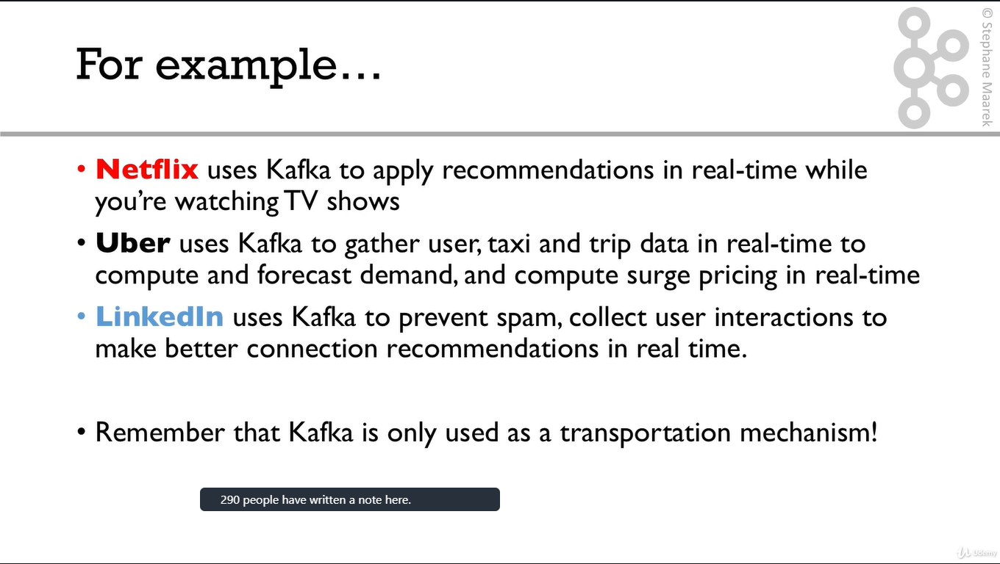 For example...
© Stephane Maarek
• Netflix uses Kafka to apply recommendations in real-time while
you’re watching TV shows
• Uber uses Kafka to gather user, taxi and trip data in real-time to
compute and forecast demand, and compute surge pricing in real-time
• LinkedIn uses Kafka to prevent spam, collect user interactions to
make better connection recommendations in real time.
• Remember that Kafka is only used as a transportation mechanism!
290 people have written a note here.
Udemy